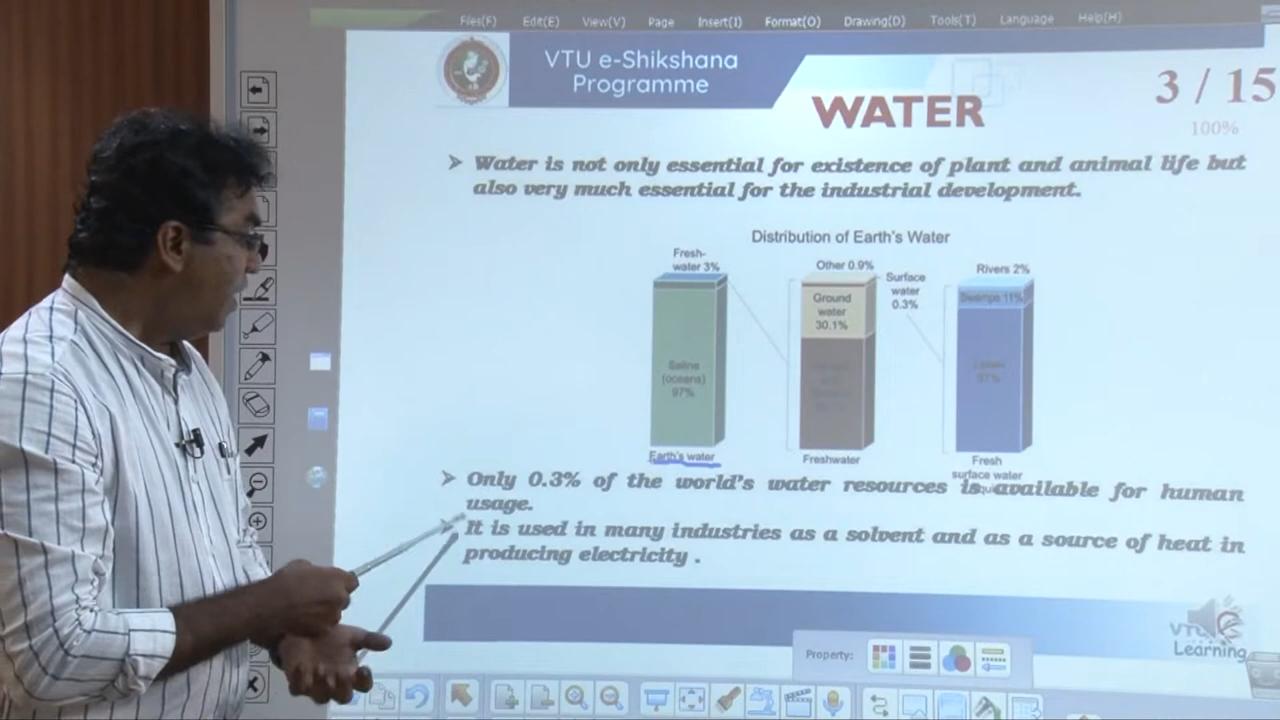 Files(F) Edit(E) View(V) Page Insert(I) Format(O) Drawing(D) Tools(T) Language Help(H)
VTU e-Shikshana
Programme
WATER
3 / 15
100%
Water is not only essential for existence of plant and animal life but
also very much essential for the industrial development.
Distribution of Earth's Water
Fresh-
water 3%
Saline
(oceans)
97%
Earth's water
Other 0.9%
Ground
water
30.1%
Freshwater
Surface
water
0.3%
Rivers 2%
Swamps 11%
Lakes
87%
Fresh
surface water
Only 0.3% of the world's water resources is available for human
usage.
It is used in many industries as a solvent and as a source of heat in
producing electricity .
VTU e
Learning
Property: